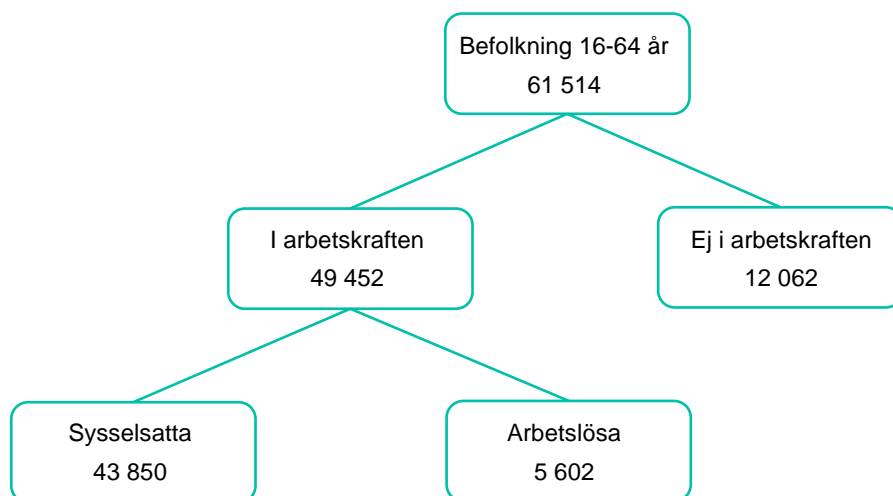 Befolkning 16-64 år
61 514
I arbetskraften
49 452
Ej i arbetskraften
12 062
Sysselsatta
43 850
Arbetslösa
5 602